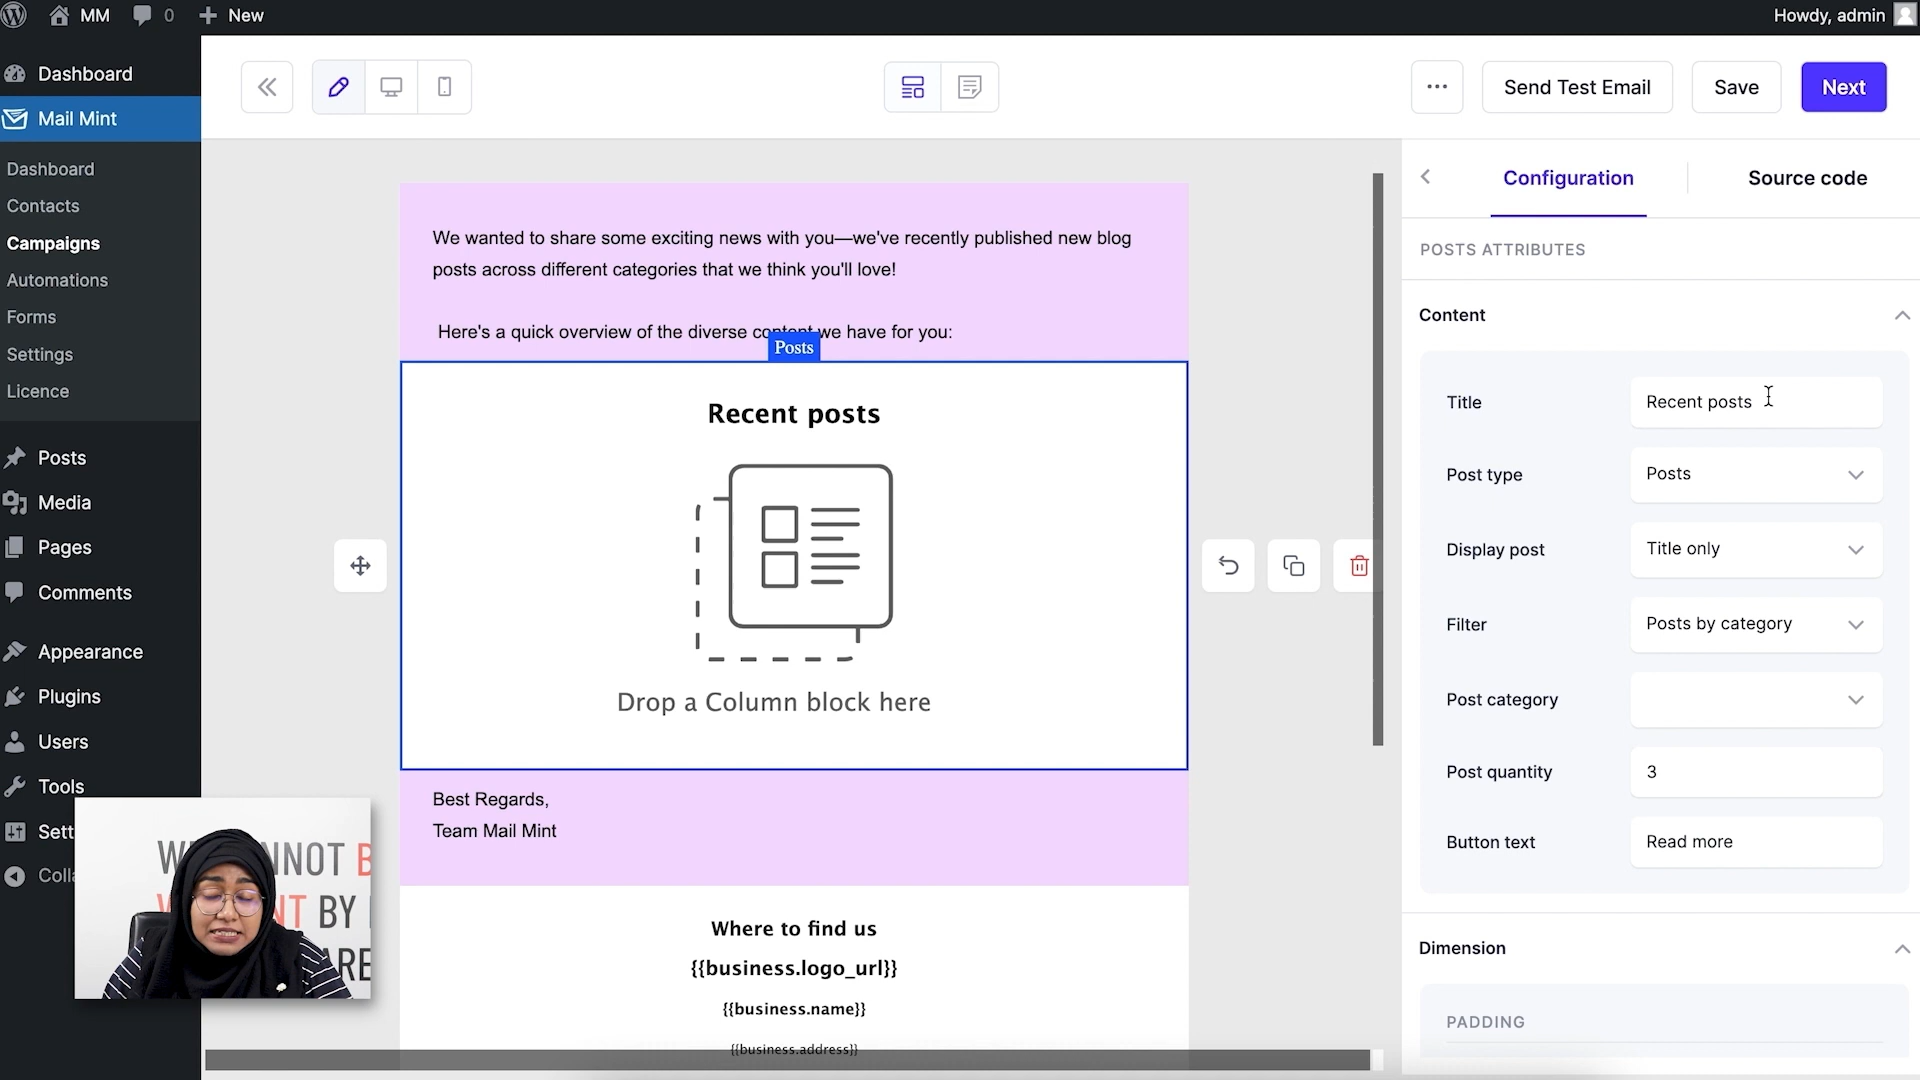 MM
0
New
Howdy, admin
Dashboard
Mail Mint
Dashboard
Contacts
Campaigns
Automations
Forms
Settings
Licence
Posts
Media
Pages
Comments
Appearance
Plugins
Users
Tools
Sett
Colla
Send Test Email
Save
Next
We wanted to share some exciting news with you—we've recently published new blog
posts across different categories that we think you'll love!
Here's a quick overview of the diverse content we have for you:
Posts
Recent posts
Drop a Column block here
Best Regards,
Team Mail Mint
Where to find us
{{business.logo_url}}
{{business.name}}
{{business.address}}
Configuration
Source code
POSTS ATTRIBUTES
Content
Title
Recent posts
Post type
Posts
Display post
Title only
Filter
Posts by category
Post category
Post quantity
3
Button text
Read more
Dimension
PADDING
BY